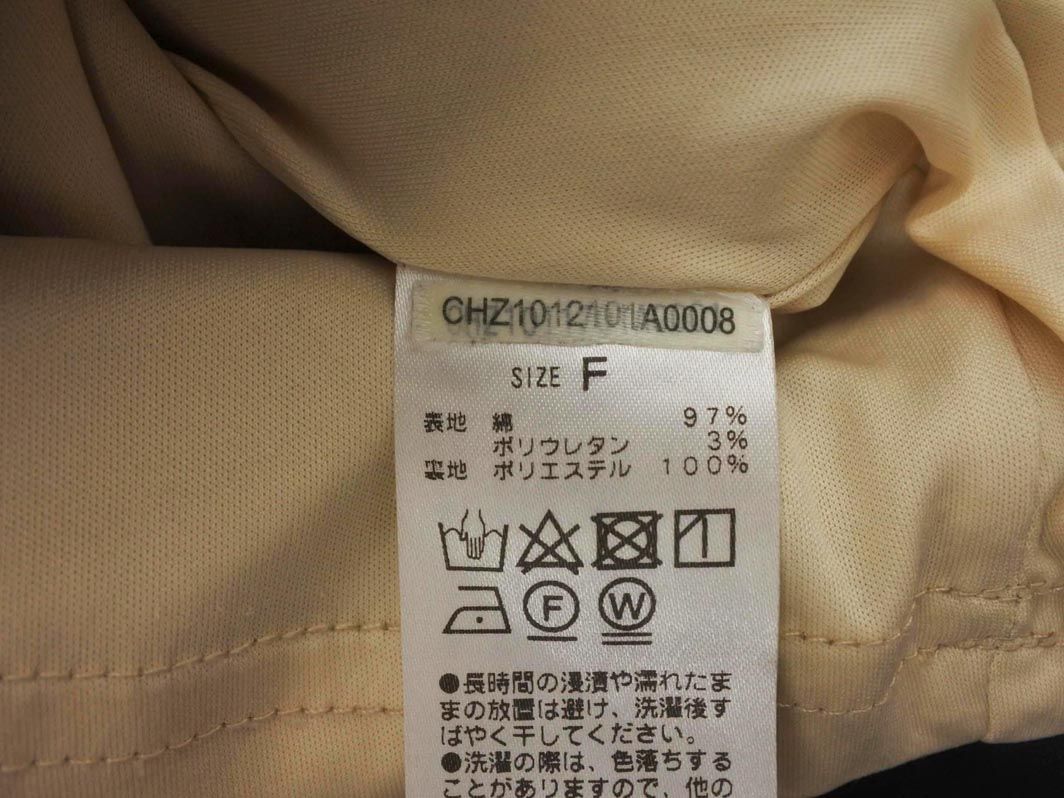 CHZ1012101A0008
SIZE F
表地 綿 97%
ポリウレタン 3%
裏地 ポリエステル 100%
F W
●長時間の浸漬や濡れたま
まの放置は避け、洗濯後す
ばやく干してください。
●洗濯の際は、色落ちする
ことがありますので、他の